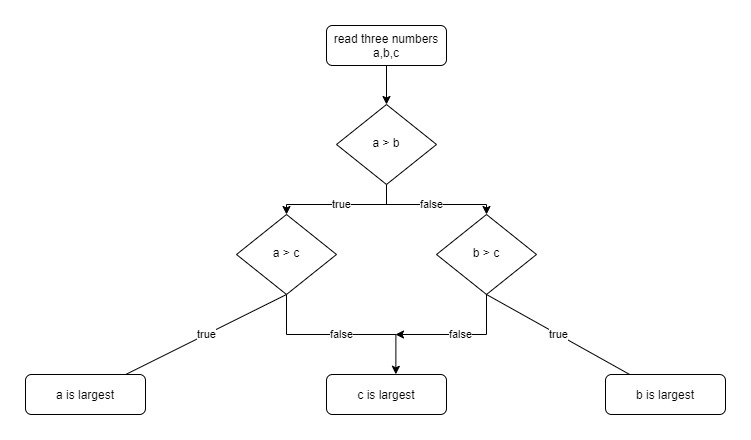 read three numbers
a,b,c
a > b
true
false
a > c
b > c
true
false
false
true
a is largest
c is largest
b is largest